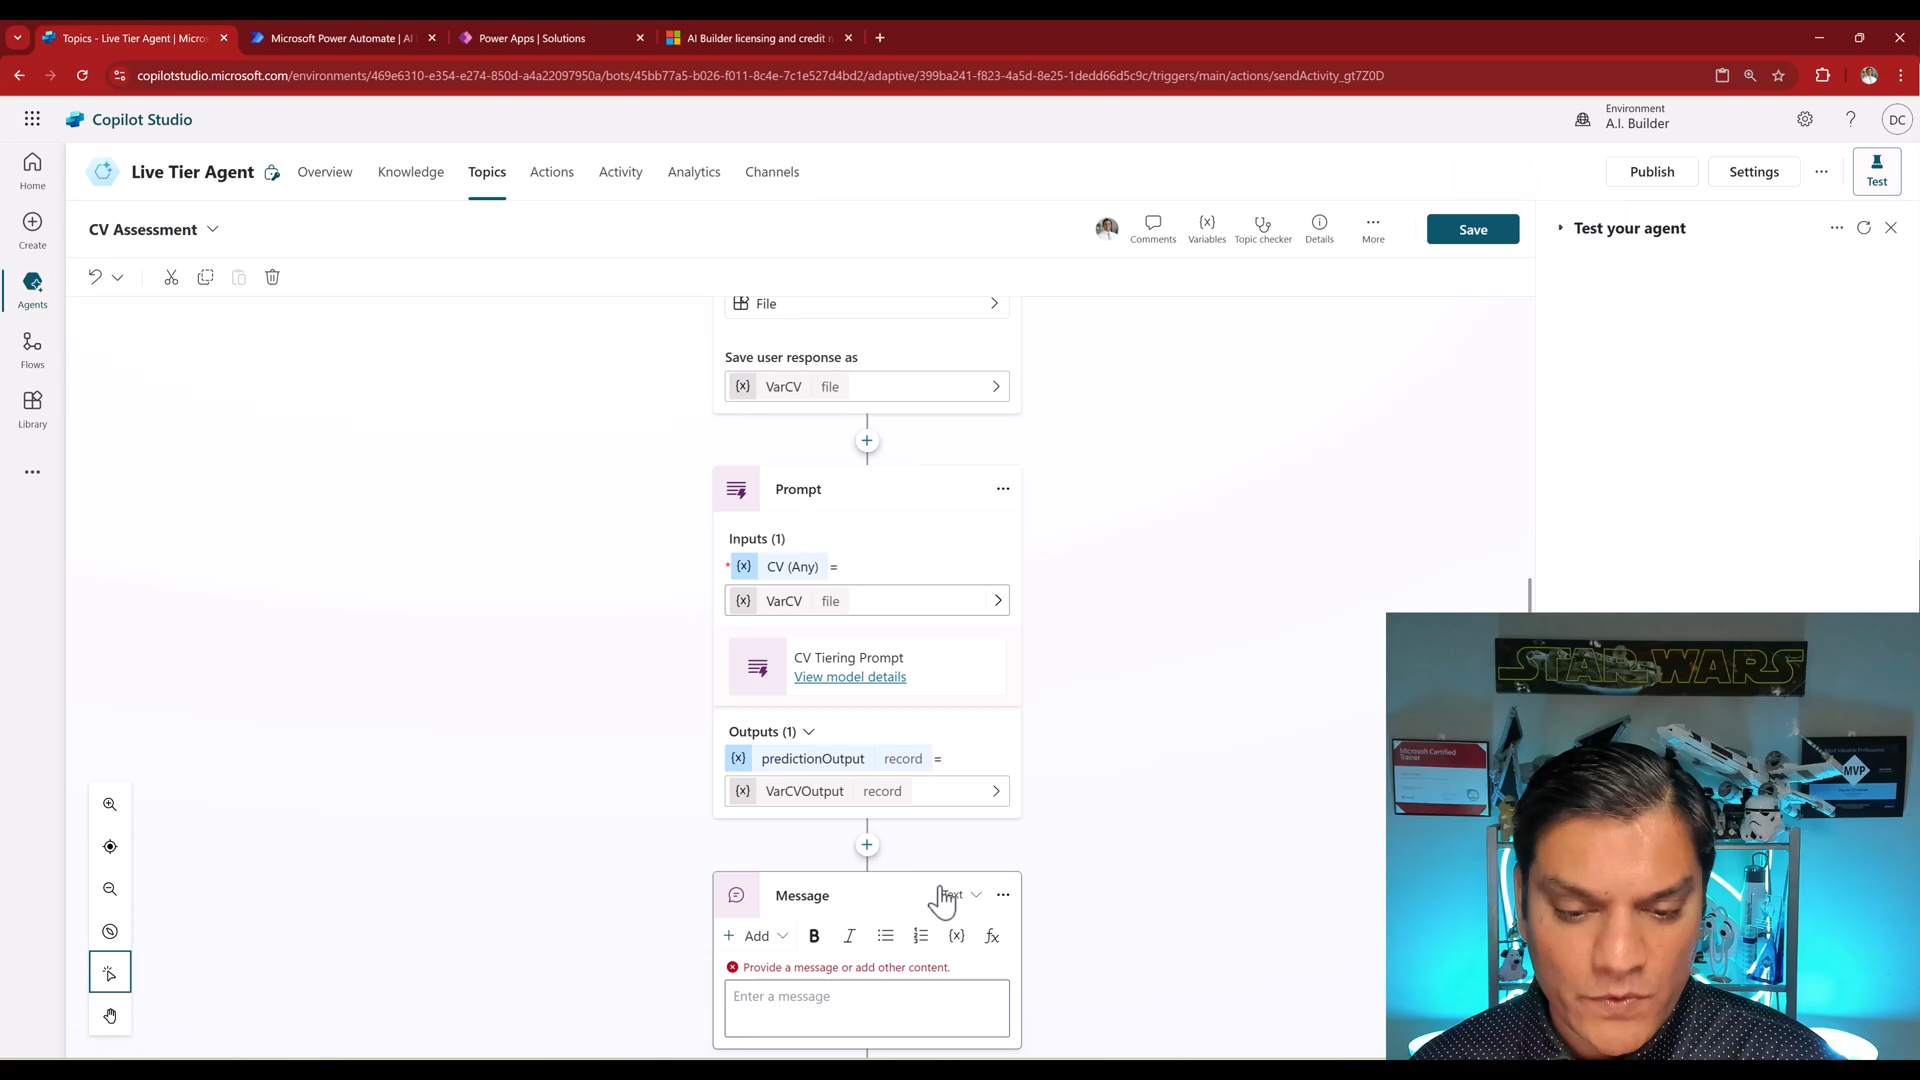 Topics - Live Tier Agent | Micros
Microsoft Power Automate | AI
Power Apps | Solutions
AI Builder licensing and credit
copilotstudio.microsoft.com/environments/469e6310-e354-e274-850d-a4a22097950a/bots/45bb77a5-b026-f011-8c4e-7c1e527d4bd2/adaptive/399ba241-f823-4a5d-8e25-1dedd66d5c9c/triggers/main/actions/sendActivity_gt7Z0D
Copilot Studio
Environment
A.I. Builder
DC
Live Tier Agent
Overview
Knowledge
Topics
Actions
Activity
Analytics
Channels
Publish
Settings
Test
Home
Create
Agents
Flows
Library
CV Assessment
Comments
{x} Variables
Topic checker
Details
More
Save
Test your agent
File
Save user response as
{x} VarCV file
Prompt
Inputs (1)
* {x} CV (Any) =
{x} VarCV file
CV Tiering Prompt
View model details
Outputs (1)
{x} predictionOutput record =
{x} VarCVOutput record
Message
Add B I {x} fx
Provide a message or add other content.
Enter a message
STAR WARS
Microsoft Certified
Trainer
MVP